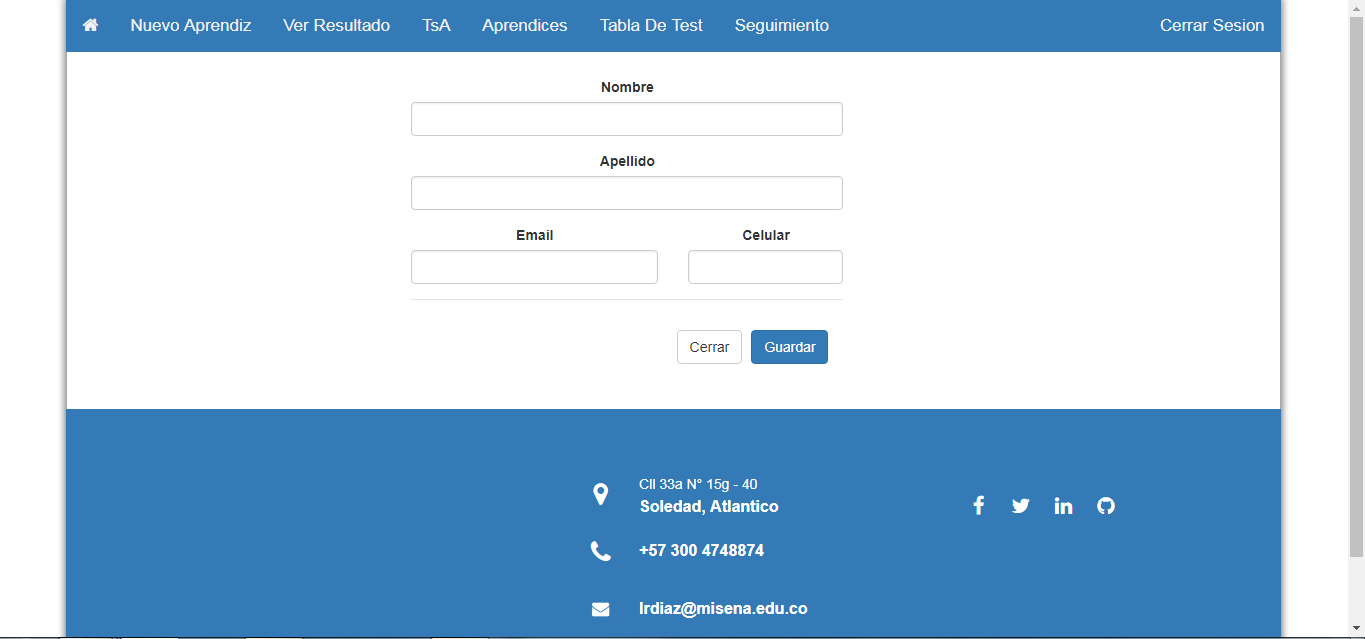 Nuevo Aprendiz Ver Resultado TsA Aprendices Tabla De Test Seguimiento Cerrar Sesion
Nombre
Apellido
Email Celular
Cerrar Guardar
Cll 33a N° 15g - 40
Soledad, Atlantico
+57 300 4748874
lrdiaz@misena.edu.co